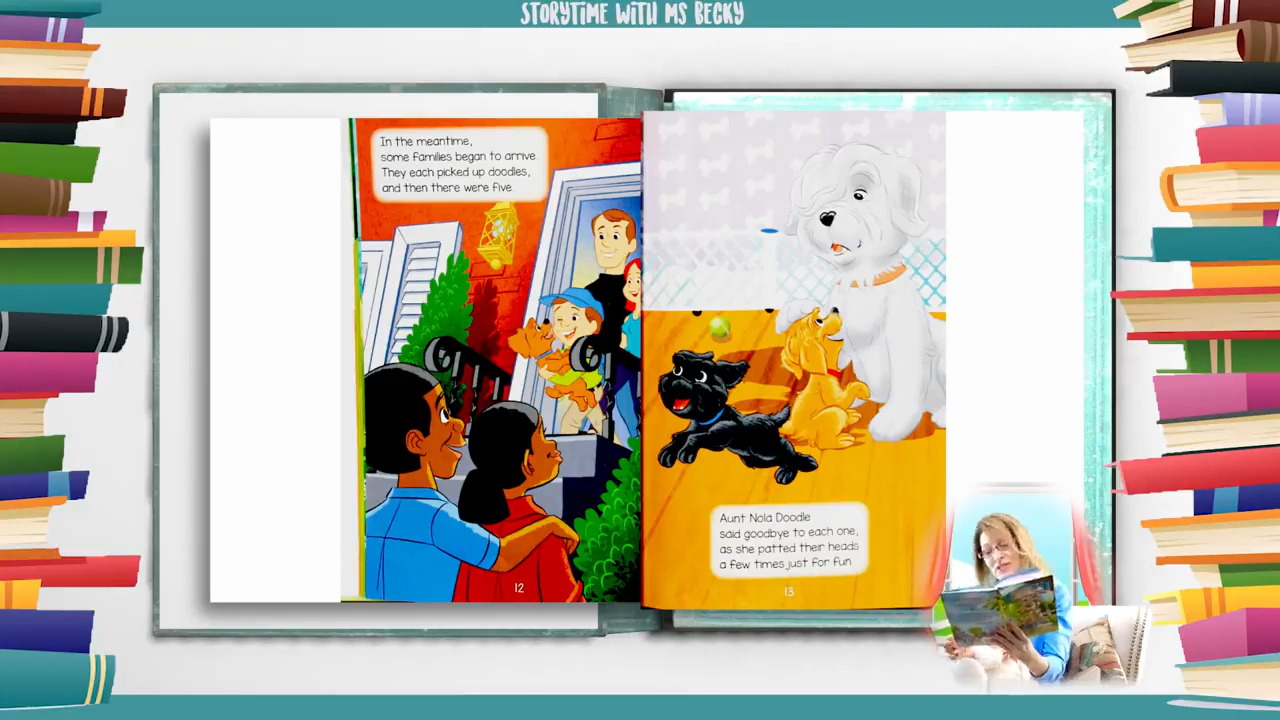 STORYTIME WITH MS BECKY
In the meantime,
some families began to arrive.
They each picked up doodles,
and then there were five.
12
Aunt Nola Doodle
said goodbye to each one,
as she patted their heads
a few times just for fun.
13